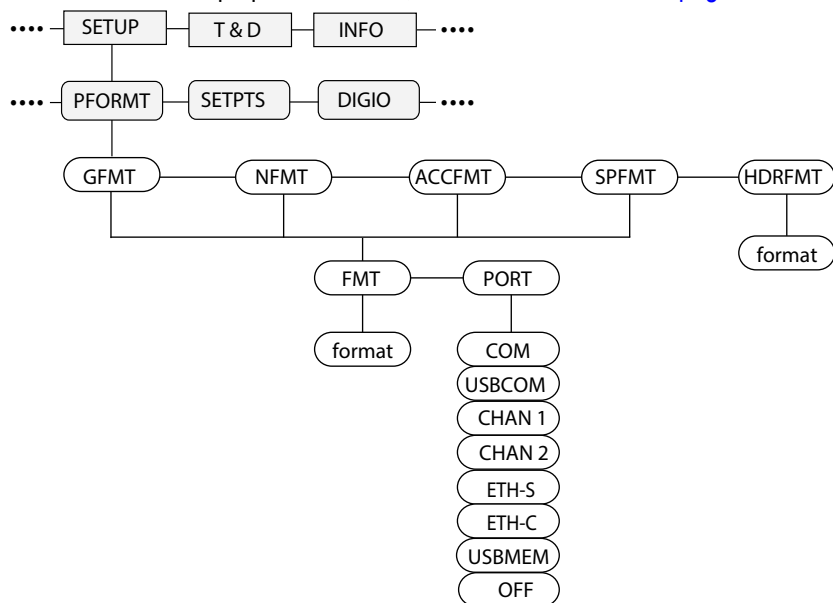 •••• SETUP T & D INFO ••••
•••• PFORMT SETPTS DIGIO ••••
GFMT NFMT ACCFMT SPFMT HDRFMT
format
FMT PORT
format COM
USBCOM
CHAN 1
CHAN 2
ETH-S
ETH-C
USBMEM
OFF